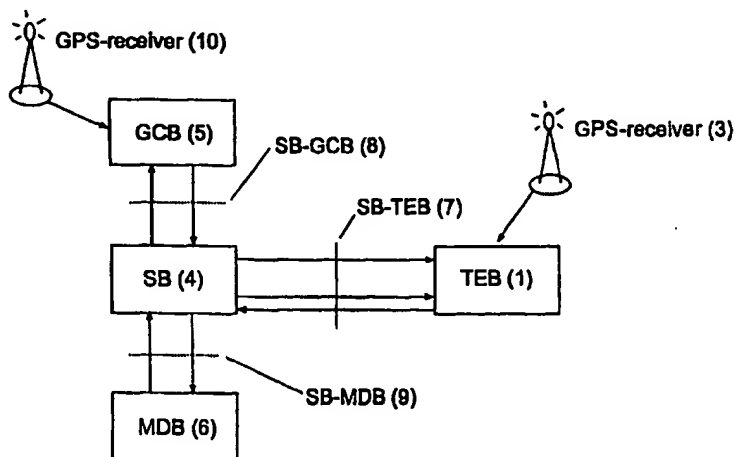 GPS-receiver (10)
GCB (5)
GPS-receiver (3)
SB-GCB (8)
SB-TEB (7)
SB (4)
TEB (1)
SB-MDB (9)
MDB (6)